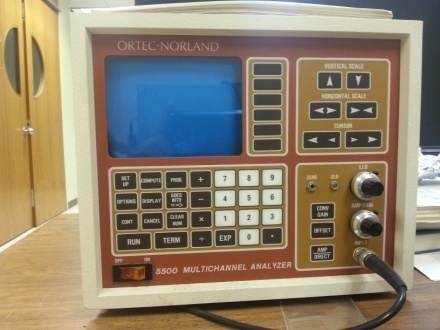 ORTEC-NORLAND
VERTICAL SCALE
HORIZONTAL SCALE
CURSOR
SET UP
COMPUTE
PROG
+
7
8
9
OPTIONS
DISPLAY
GOES INTO
−
4
5
6
CONT
CANCEL
CLEAR NUM
×
1
2
3
RUN
TERM
÷
EXP
0
.
ZERO
LLD
CONV GAIN
AMP GAIN
OFFSET
AMP DIRECT
INPUT
OFF
ON
5500 MULTICHANNEL ANALYZER